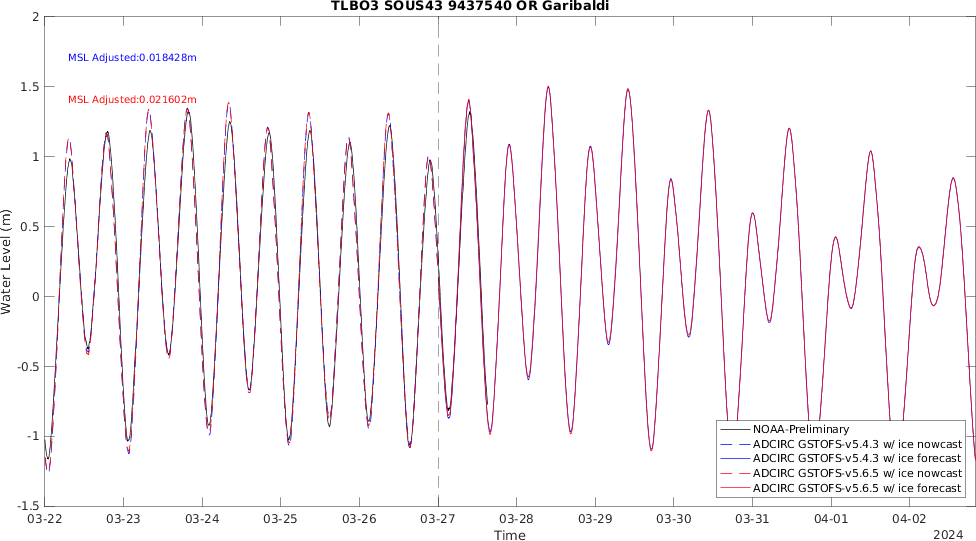 TLBO3 SOUS43 9437540 OR Garibaldi
MSL Adjusted:0.018428m
MSL Adjusted:0.021602m
Water Level (m)
2
1.5
1
0.5
0
-0.5
-1
-1.5
NOAA-Preliminary
ADCIRC GSTOFS-v5.4.3 w/ ice nowcast
ADCIRC GSTOFS-v5.4.3 w/ ice forecast
ADCIRC GSTOFS-v5.6.5 w/ ice nowcast
ADCIRC GSTOFS-v5.6.5 w/ ice forecast
03-22 03-23 03-24 03-25 03-26 03-27 03-28 03-29 03-30 03-31 04-01 04-02
Time
2024